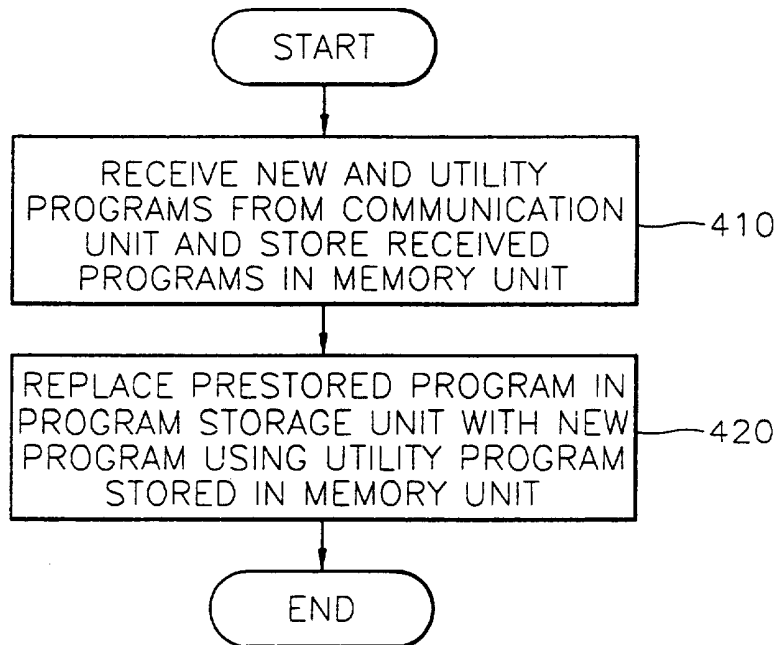 START
RECEIVE NEW AND UTILITY
PROGRAMS FROM COMMUNICATION
UNIT AND STORE RECEIVED
PROGRAMS IN MEMORY UNIT
410
REPLACE PRESTORED PROGRAM IN
PROGRAM STORAGE UNIT WITH NEW
PROGRAM USING UTILITY PROGRAM
STORED IN MEMORY UNIT
420
END